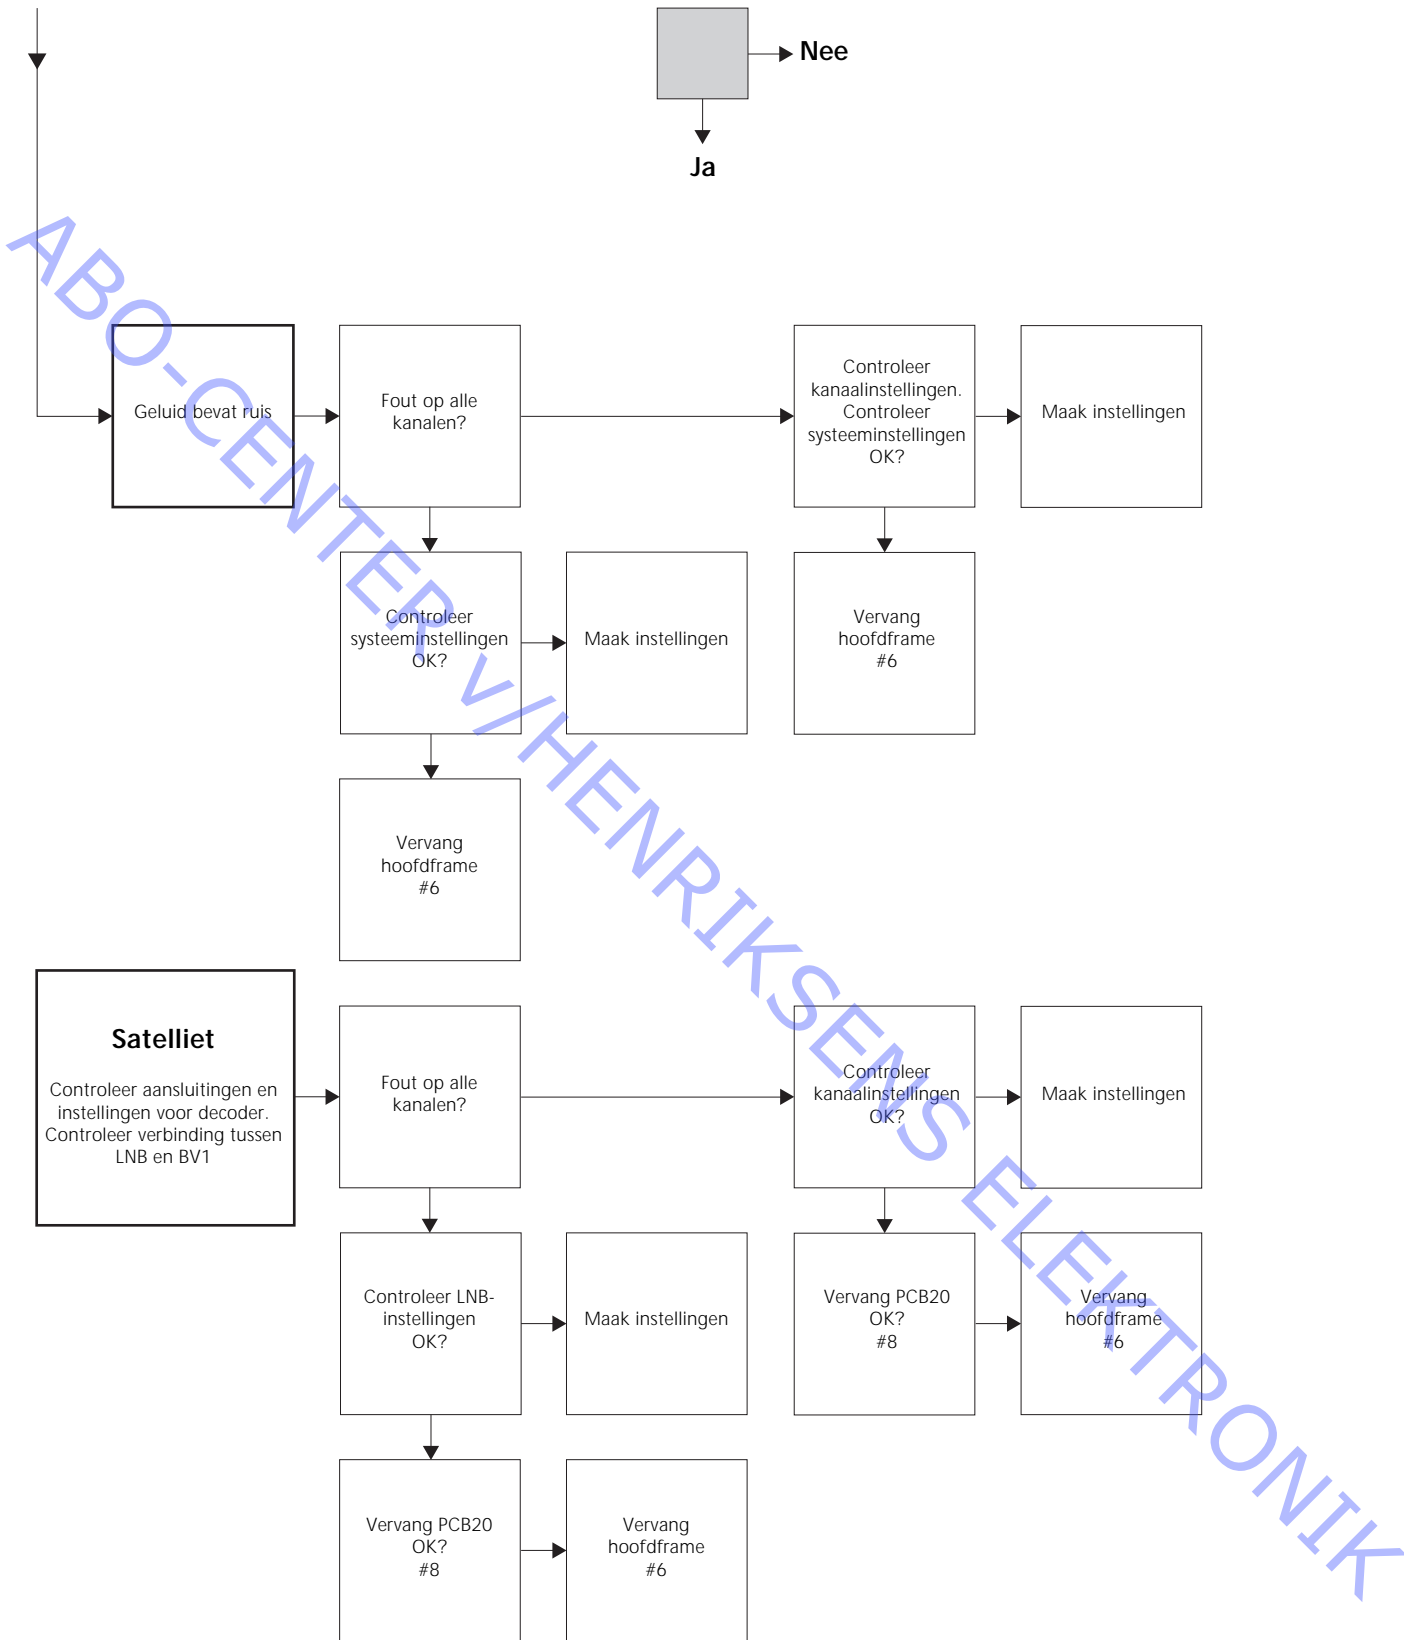 Nee
Ja
Geluid bevat ruis
Fout op alle
kanalen?
Controleer
kanaalinstellingen.
Controleer
systeeminstellingen
OK?
Maak instellingen
Controleer
systeeminstellingen
OK?
Maak instellingen
Vervang
hoofdframe
#6
Vervang
hoofdframe
#6
Satelliet
Controleer aansluitingen en
instellingen voor decoder.
Controleer verbinding tussen
LNB en BV1
Fout op alle
kanalen?
Controleer
kanaalinstellingen
OK?
Maak instellingen
Controleer LNB-
instellingen
OK?
Maak instellingen
Vervang PCB20
OK?
#8
Vervang
hoofdframe
#6
Vervang PCB20
OK?
#8
Vervang
hoofdframe
#6
ABO-CENTER v/HENRIKSENS ELEKTRONIK